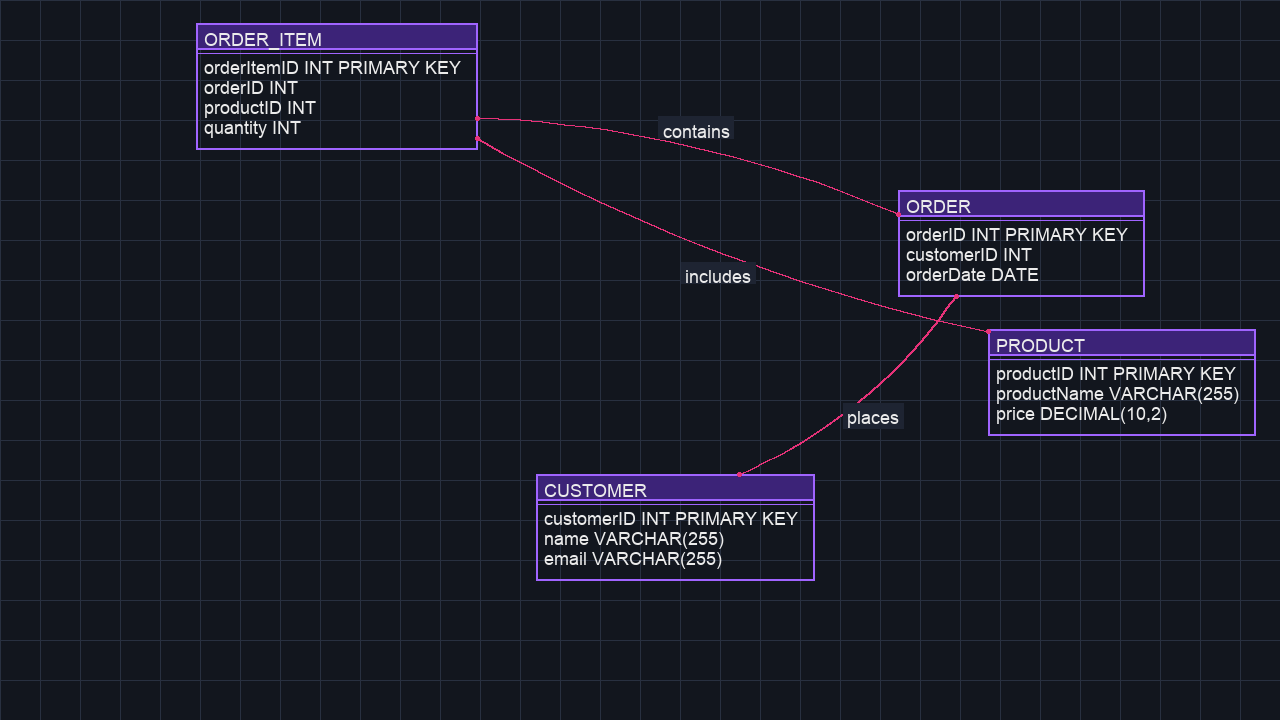 ORDER_ITEM
orderItemID INT PRIMARY KEY
orderID INT
productID INT
quantity INT
contains
ORDER
orderID INT PRIMARY KEY
customerID INT
orderDate DATE
includes
PRODUCT
productID INT PRIMARY KEY
productName VARCHAR(255)
price DECIMAL(10,2)
places
CUSTOMER
customerID INT PRIMARY KEY
name VARCHAR(255)
email VARCHAR(255)